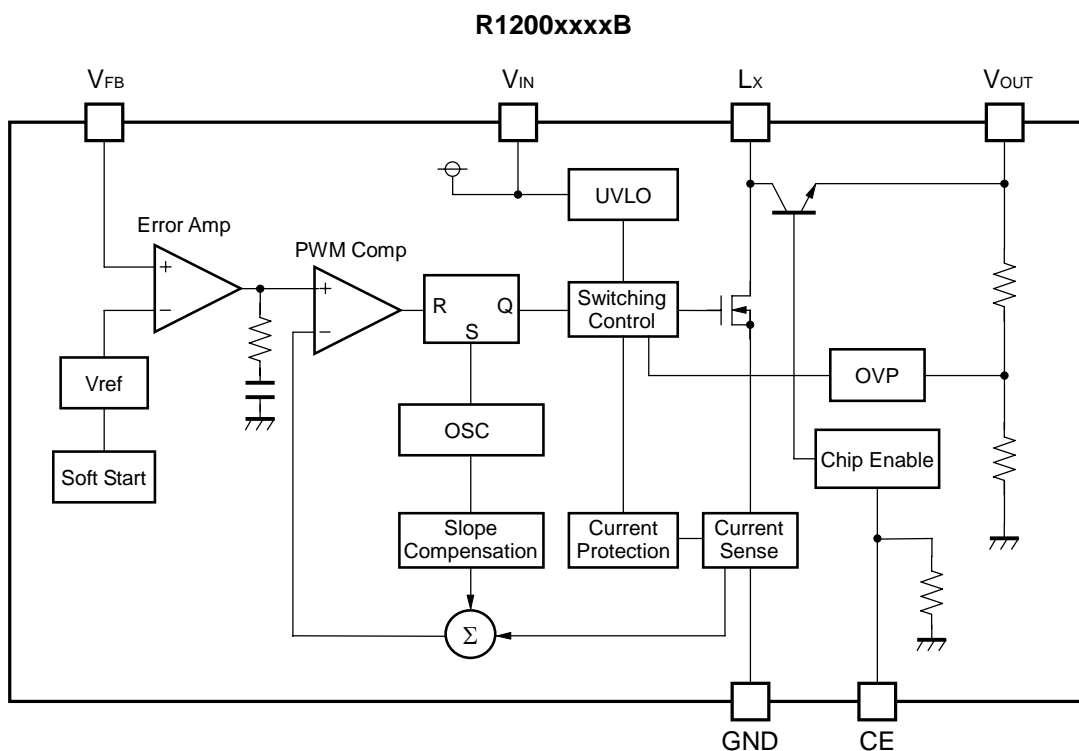 R1200xxxxB
VFB
VIN
LX
VOUT
UVLO
Error Amp
PWM Comp
+
−
+
−
R
Q
S
Switching
Control
Vref
OVP
OSC
Soft Start
Chip Enable
Slope
Compensation
Current
Protection
Current
Sense
Σ
GND
CE